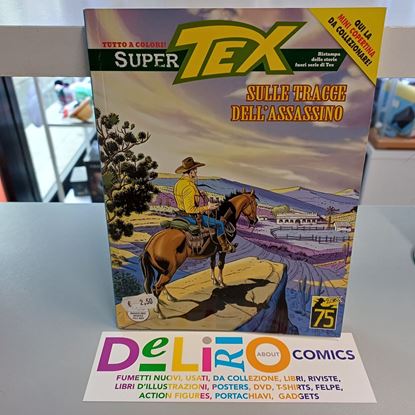 TUTTO A COLORI!
SUPER TEX
Ristampa
delle storie
fuori serie di Tex
QUI LA
MINI COPERTINA
DA COLLEZIONARE!
SULLE TRACCE
DELL'ASSASSINO
€ 2,50
TEX
75
DeLiRiO ABOUT COMICS
FUMETTI NUOVI, USATI, DA COLLEZIONE, LIBRI, RIVISTE,
LIBRI D'ILLUSTRAZIONI, POSTERS, DVD, T-SHIRTS, FELPE,
ACTION FIGURES, PORTACHIAVI, GADGETS